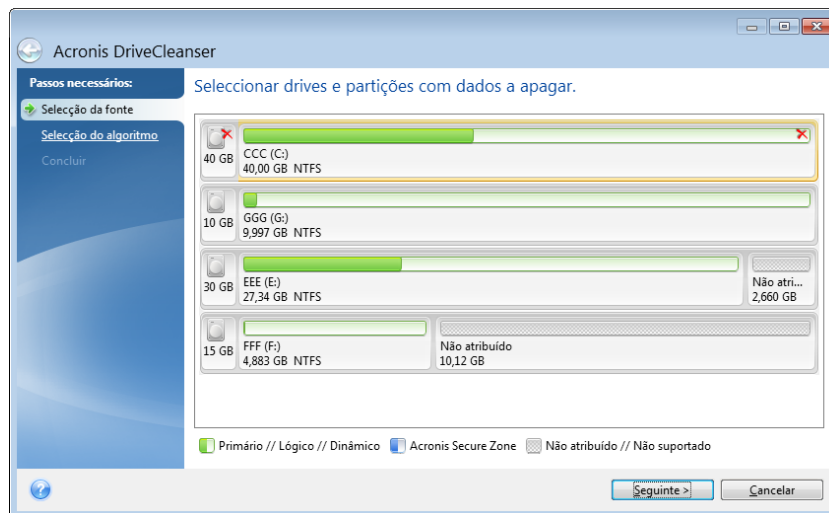 Acronis DriveCleanser
Passos necessários:
Selecção da fonte
Selecção do algoritmo
Concluir
Seleccionar drives e partições com dados a apagar.
40 GB
CCC (C:)
40,00 GB NTFS
10 GB
GGG (G:)
9,997 GB NTFS
30 GB
EEE (E:)
27,34 GB NTFS
Não atri...
2,660 GB
15 GB
FFF (F:)
4,883 GB NTFS
Não atribuído
10,12 GB
Primário // Lógico // Dinâmico Acronis Secure Zone Não atribuído // Não suportado
Seguinte > Cancelar